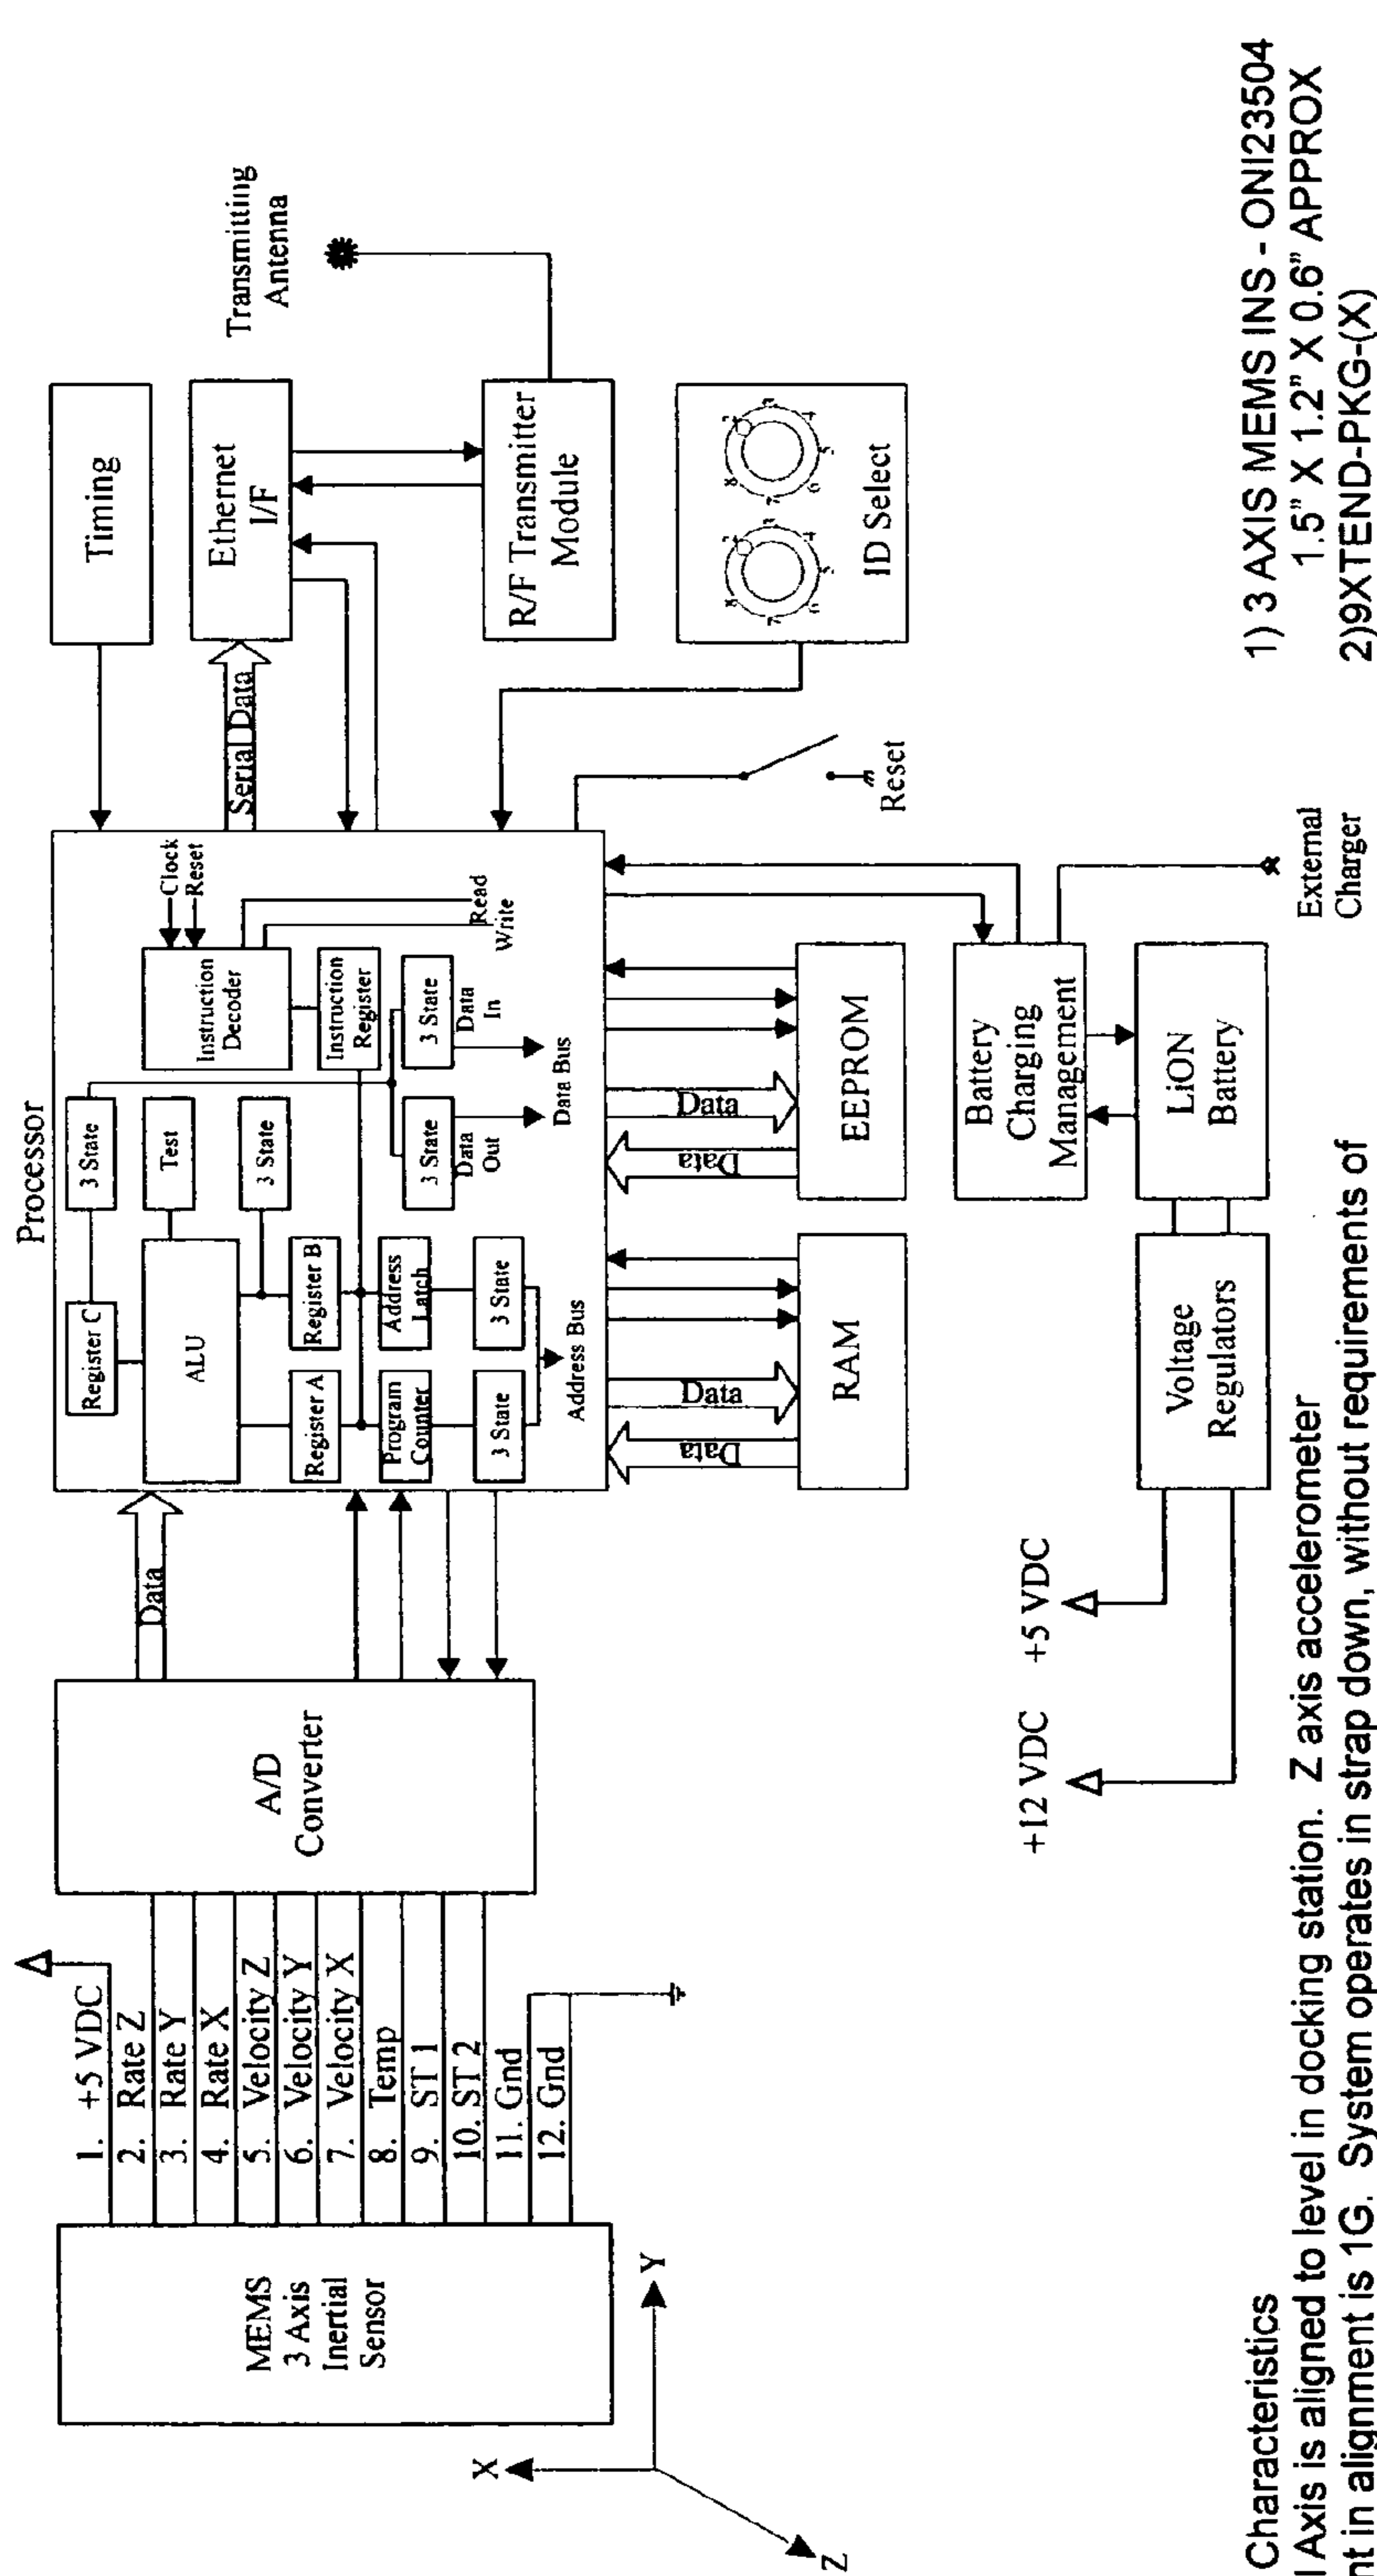 Processor
MEMS
3 Axis
Inertial
Sensor
1. +5 VDC
2. Rate Z
3. Rate Y
4. Rate X
5. Velocity Z
6. Velocity Y
7. Velocity X
8. Temp
9. ST 1
10. ST 2
11. Gnd
12. Gnd
X
Y
Z
A/D
Converter
Data
Register C
3 State
ALU
Test
3 State
Register A
Register B
Program
Counter
Address
Latch
3 State
3 State
Address Bus
Instruction
Decoder
Clock
Reset
Instruction
Register
Read
Write
3 State
3 State
Data
Out
Data
In
Data Bus
Timing
Serial Data
Ethernet
I/F
Transmitting
Antenna
R/F Transmitter
Module
ID Select
Reset
Data
Data
RAM
Data
Data
EEPROM
Battery
Charging
Management
LiON
Battery
Voltage
Regulators
External
Charger
+12 VDC
+5 VDC
Characteristics
Axis is aligned to level in docking station. Z axis accelerometer
in alignment is 1G. System operates in strap down, without requirements of
1) 3 AXIS MEMS INS - ONI23504
1.5" X 1.2" X 0.6" APPROX
2)9XTEND-PKG-(X)